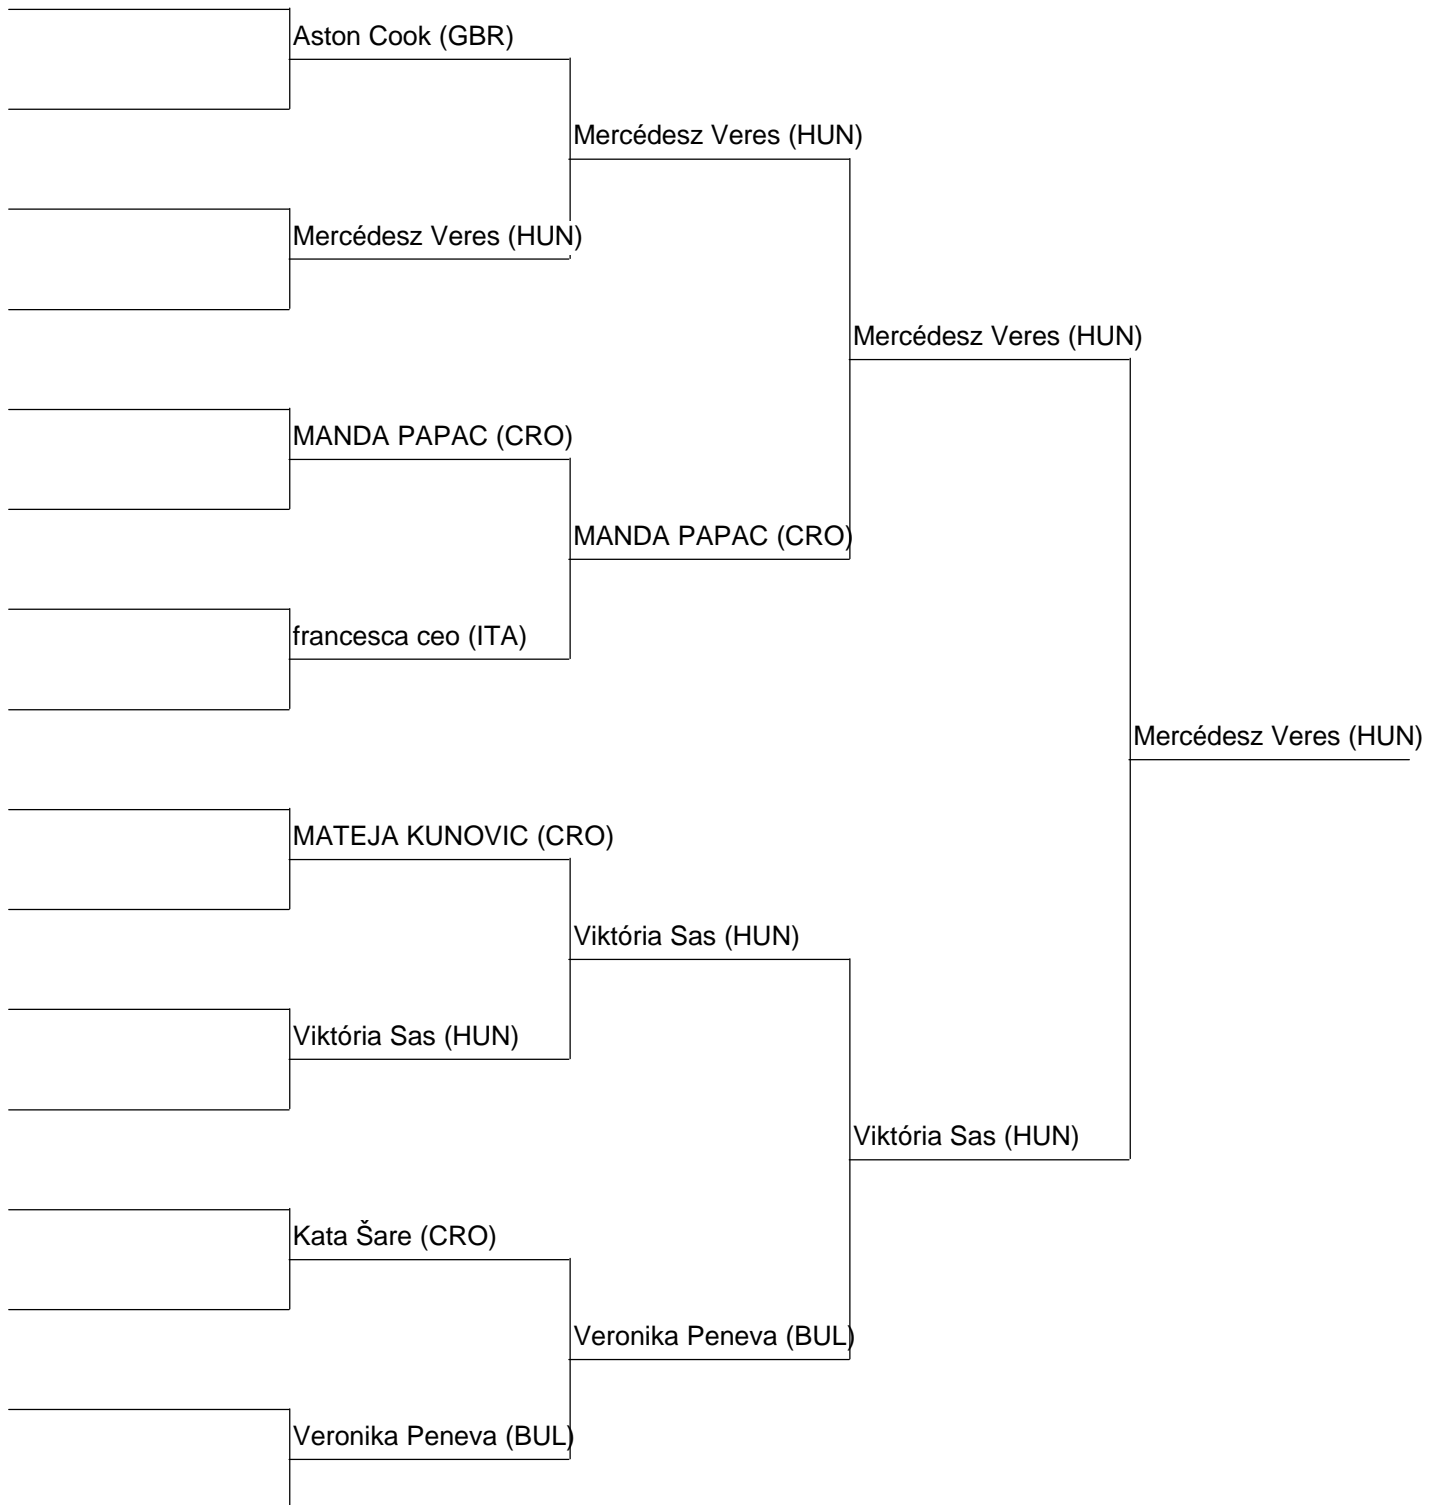 Aston Cook (GBR)
Mercédesz Veres (HUN)
Mercédesz Veres (HUN)
Mercédesz Veres (HUN)
MANDA PAPAC (CRO)
MANDA PAPAC (CRO)
francesca ceo (ITA)
Mercédesz Veres (HUN)
MATEJA KUNOVIC (CRO)
Viktória Sas (HUN)
Viktória Sas (HUN)
Viktória Sas (HUN)
Kata Šare (CRO)
Veronika Peneva (BUL)
Veronika Peneva (BUL)